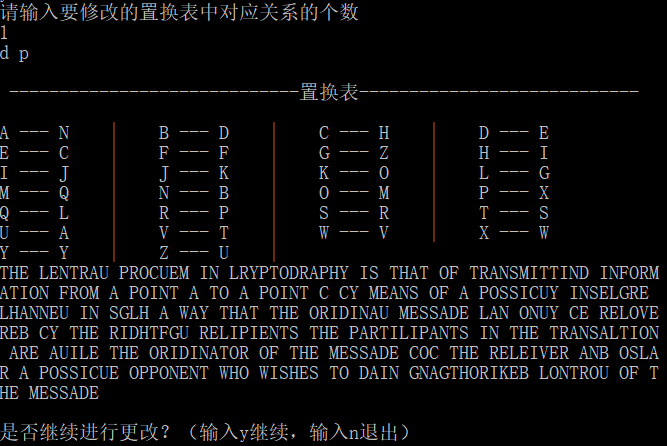 请输入要修改的置换表中对应关系的个数
1
d p
-----------------------------置换表----------------------------
A --- N | B --- D | C --- H | D --- E
E --- C | F --- F | G --- Z | H --- I
I --- J | J --- K | K --- O | L --- G
M --- Q | N --- B | O --- M | P --- X
Q --- L | R --- P | S --- R | T --- S
U --- A | V --- T | W --- V | X --- W
Y --- Y | Z --- U
THE LENTRAU PROCUEM IN LRYPTODRAPHY IS THAT OF TRANSMITTIND INFORM
ATION FROM A POINT A TO A POINT C CY MEANS OF A POSSICUY INSELGRE
LHANNEU IN SGLH A WAY THAT THE ORIDINAU MESSADE LAN ONUY CE RELOVE
REB CY THE RIDHTFGU RELIPIENTS THE PARTILIPANTS IN THE TRANSALTION
ARE AUILE THE ORIDINATOR OF THE MESSADE COC THE RELEIVER ANB OSLA
R A POSSICUE OPPONENT WHO WISHES TO DAIN GNAGTHORIKEB LONTROU OF T
HE MESSADE
是否继续进行更改？（输入y继续，输入n退出）